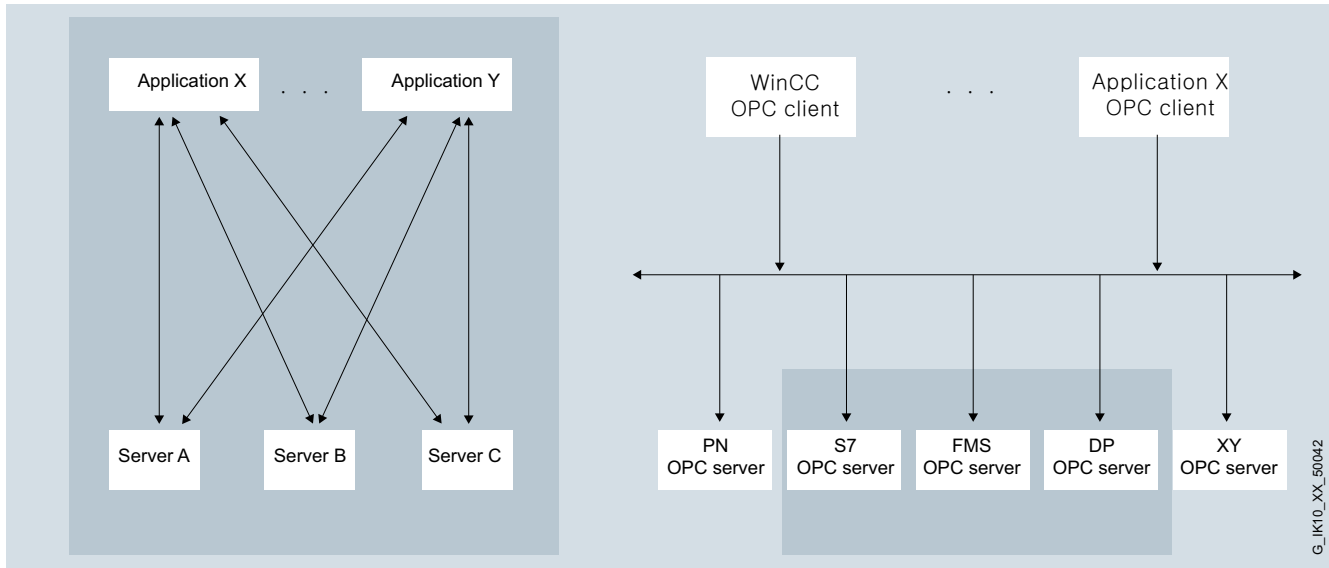 Application X
. . .
Application Y
Server A
Server B
Server C
WinCC
OPC client
. . .
Application X
OPC client
PN
OPC server
S7
OPC server
FMS
OPC server
DP
OPC server
XY
OPC server
G_IK10_XX_50042